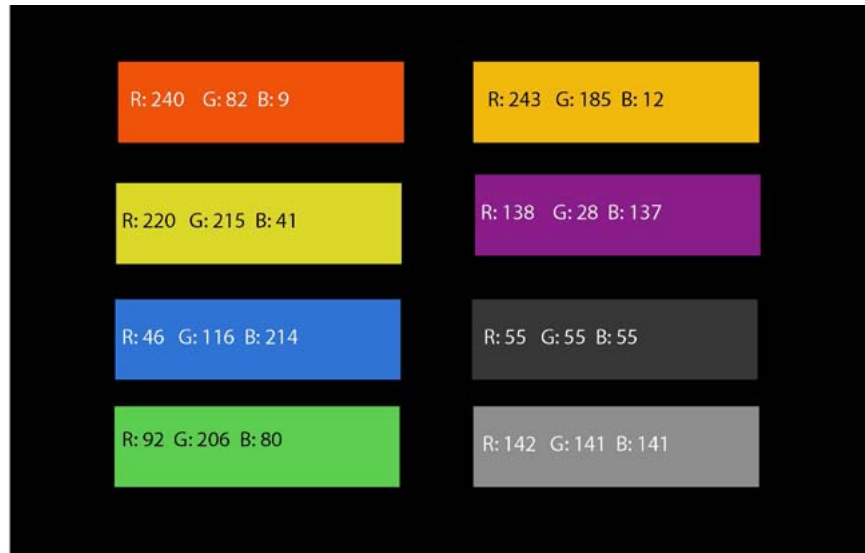 R: 240 G: 82 B: 9
R: 243 G: 185 B: 12
R: 220 G: 215 B: 41
R: 138 G: 28 B: 137
R: 46 G: 116 B: 214
R: 55 G: 55 B: 55
R: 92 G: 206 B: 80
R: 142 G: 141 B: 141